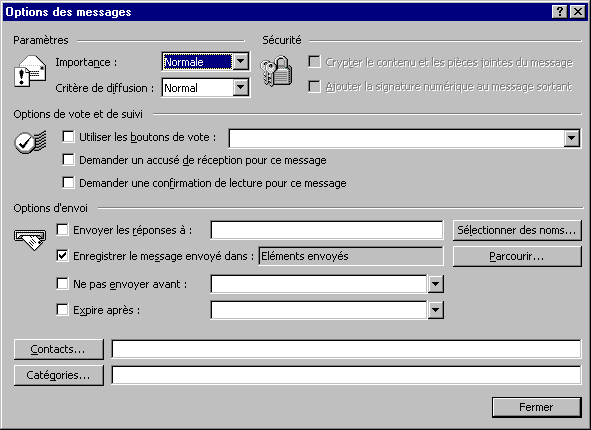 Options des messages
Paramètres
Importance :
Normale
Critère de diffusion :
Normal
Sécurité
Crypter le contenu et les pièces jointes du message
Ajouter la signature numérique au message sortant
Options de vote et de suivi
Utiliser les boutons de vote :
Demander un accusé de réception pour ce message
Demander une confirmation de lecture pour ce message
Options d'envoi
Envoyer les réponses à :
Sélectionner des noms...
Enregistrer le message envoyé dans :
Eléments envoyés
Parcourir...
Ne pas envoyer avant :
Expire après :
Contacts...
Catégories...
Fermer